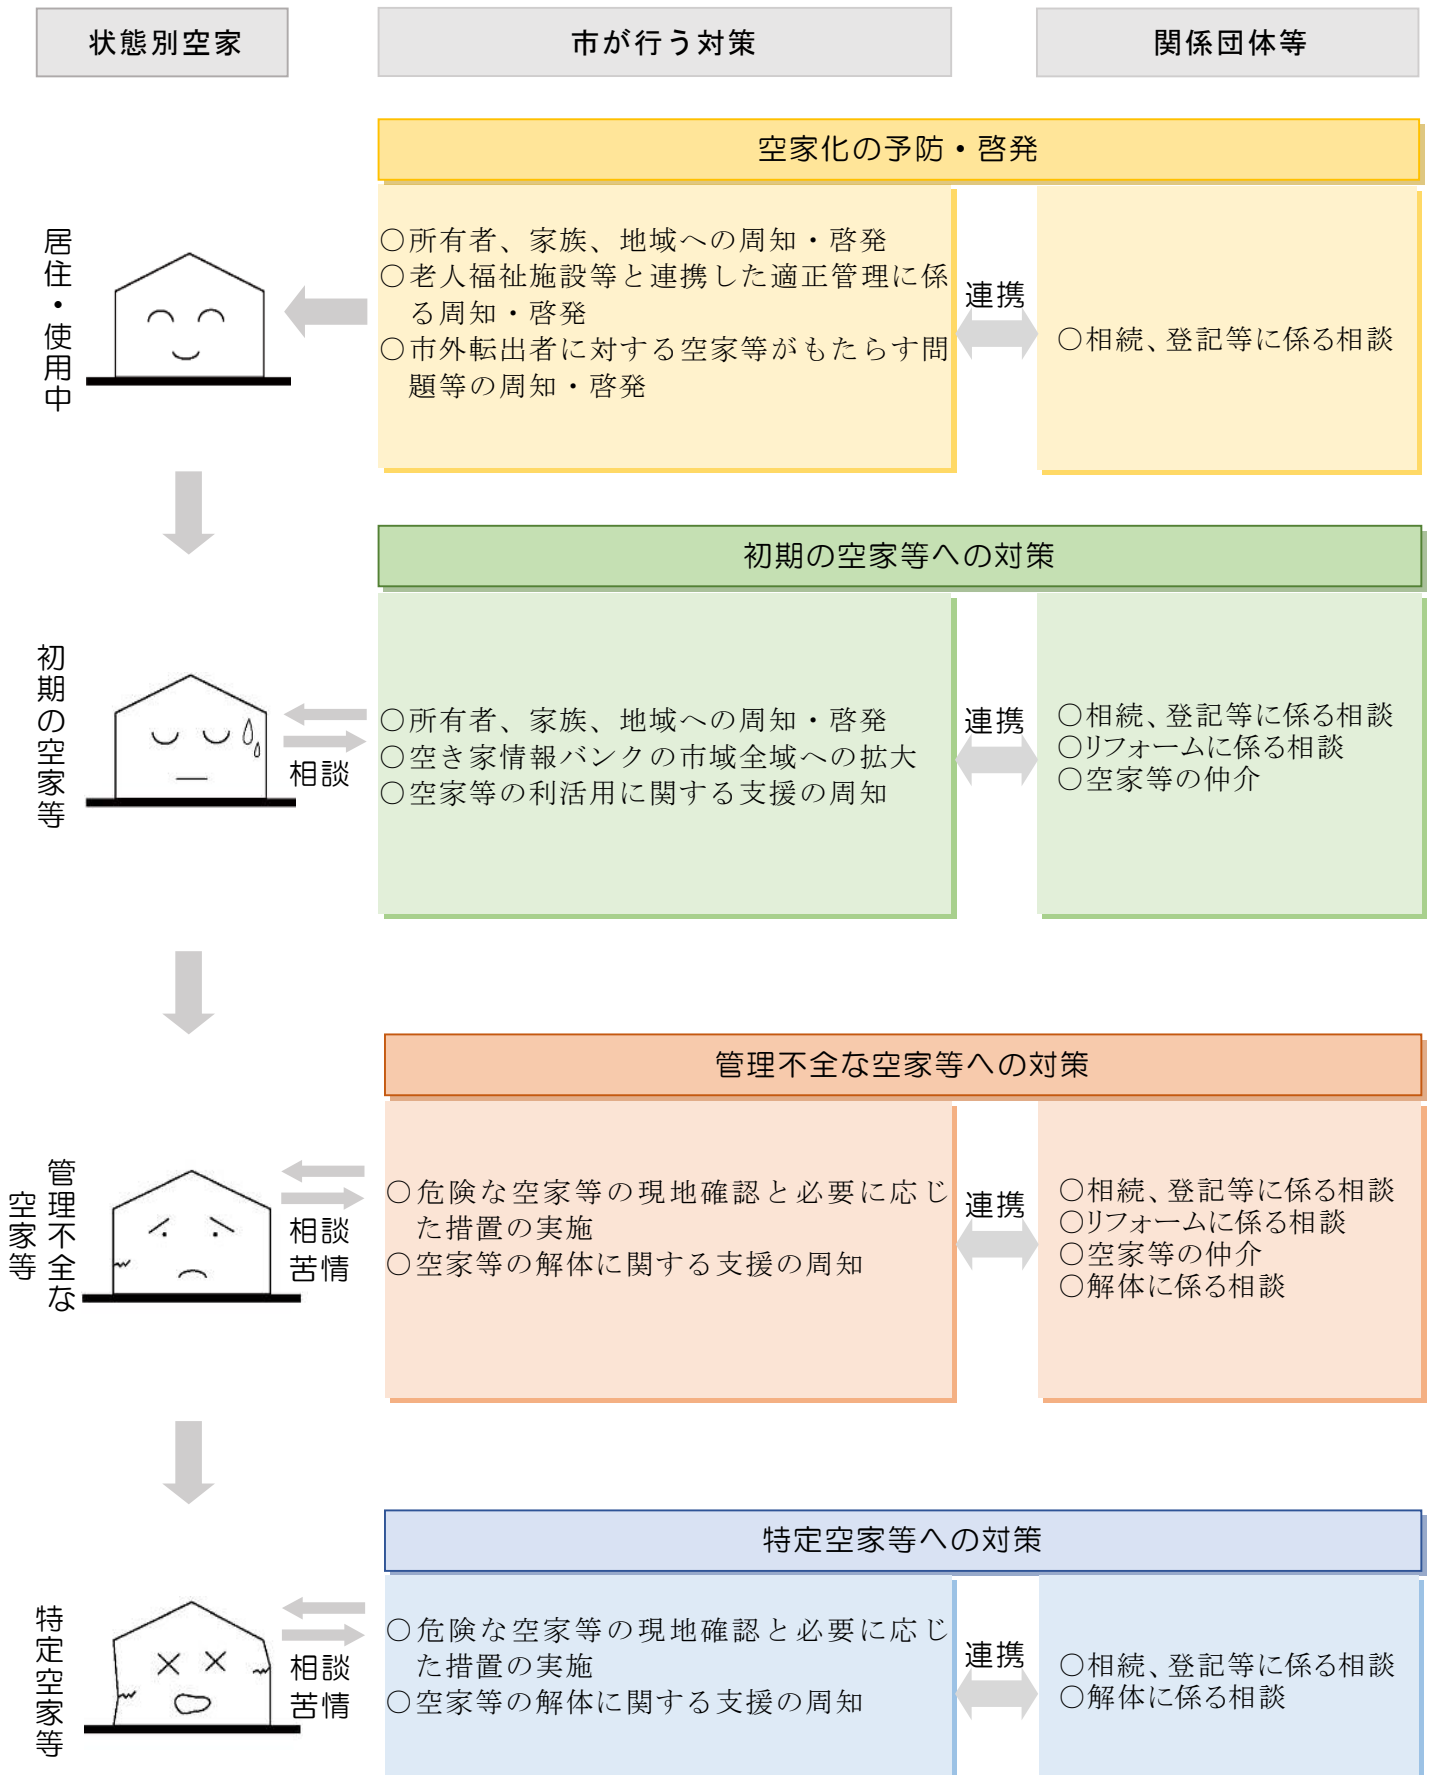 状態別空家
市が行う対策
関係団体等
空家化の予防・啓発
居住・使用中
○所有者、家族、地域への周知・啓発
○老人福祉施設等と連携した適正管理に係
る周知・啓発
○市外転出者に対する空家等がもたらす問
題等の周知・啓発
連携
○相続、登記等に係る相談
初期の空家等への対策
初期の空家等
相談
○所有者、家族、地域への周知・啓発
○空き家情報バンクの市域全域への拡大
○空家等の利活用に関する支援の周知
連携
○相続、登記等に係る相談
○リフォームに係る相談
○空家等の仲介
管理不全な空家等への対策
管理不全な
空家等
相談
苦情
○危険な空家等の現地確認と必要に応じ
た措置の実施
○空家等の解体に関する支援の周知
連携
○相続、登記等に係る相談
○リフォームに係る相談
○空家等の仲介
○解体に係る相談
特定空家等への対策
特定空家等
相談
苦情
○危険な空家等の現地確認と必要に応じ
た措置の実施
○空家等の解体に関する支援の周知
連携
○相続、登記等に係る相談
○解体に係る相談